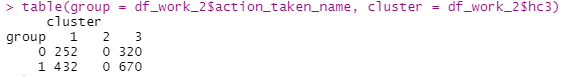 > table(group = df_work_2$action_taken_name, cluster = df_work_2$hc3)
cluster
group 1 2 3
0 252 0 320
1 432 0 670